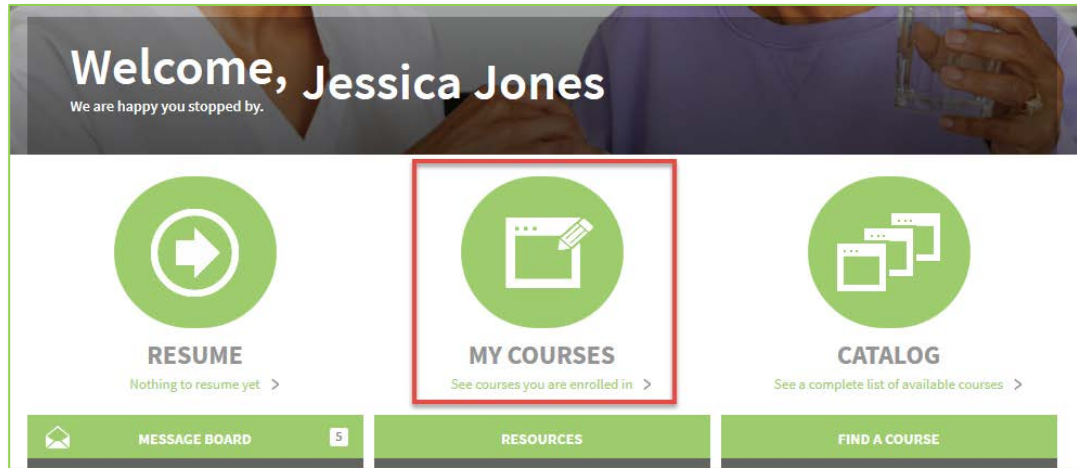 Welcome, Jessica Jones
We are happy you stopped by.
RESUME
Nothing to resume yet >
MY COURSES
See courses you are enrolled in >
CATALOG
See a complete list of available courses >
MESSAGE BOARD 5
RESOURCES
FIND A COURSE